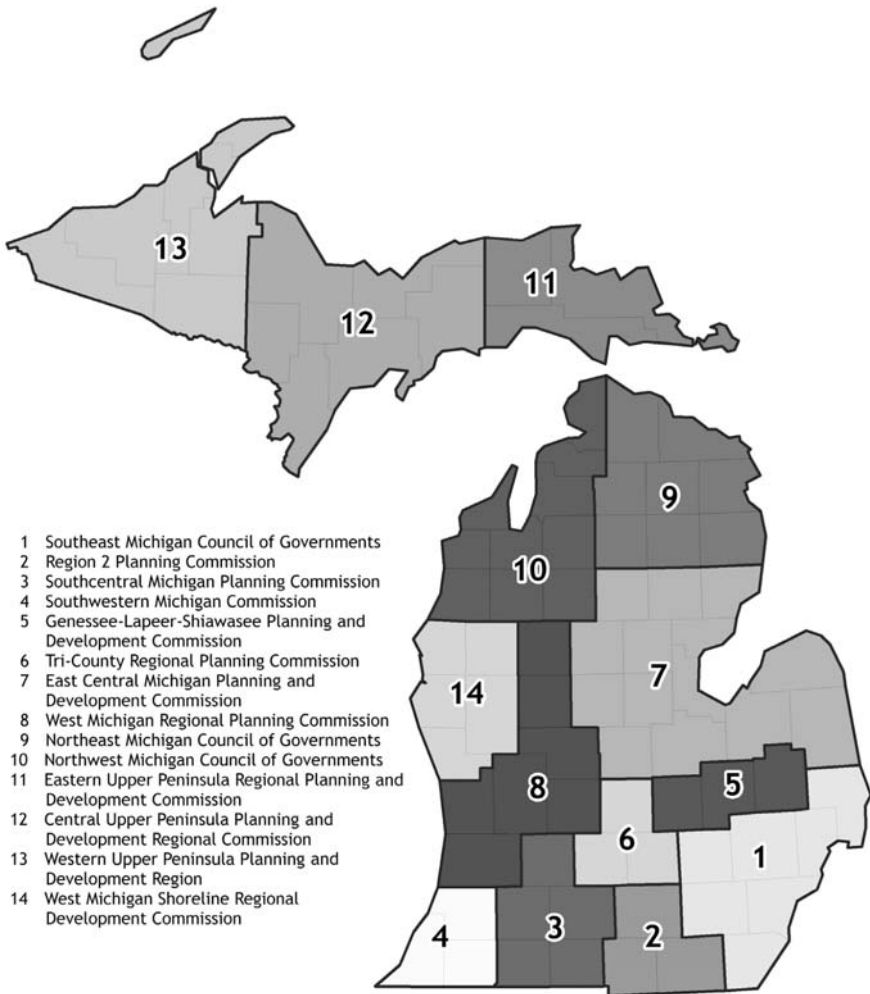 13
11
12
9
10
7
14
8
5
6
1
4
3
2
1 Southeast Michigan Council of Governments
2 Region 2 Planning Commission
3 Southcentral Michigan Planning Commission
4 Southwestern Michigan Commission
5 Genessee-Lapeer-Shiawasee Planning and
Development Commission
6 Tri-County Regional Planning Commission
7 East Central Michigan Planning and
Development Commission
8 West Michigan Regional Planning Commission
9 Northeast Michigan Council of Governments
10 Northwest Michigan Council of Governments
11 Eastern Upper Peninsula Regional Planning and
Development Commission
12 Central Upper Peninsula Planning and
Development Regional Commission
13 Western Upper Peninsula Planning and
Development Region
14 West Michigan Shoreline Regional
Development Commission